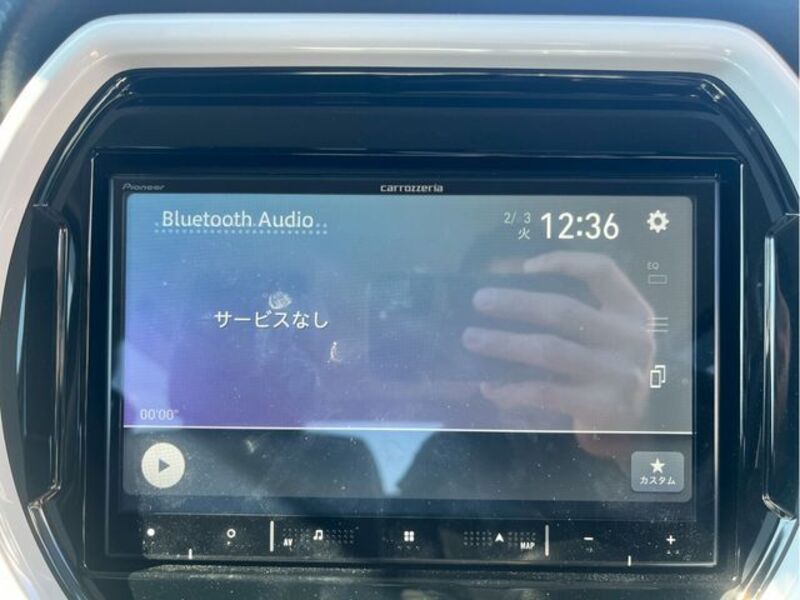 Pioneer
carrozzeria
Bluetooth Audio
2/ 3
火
12:36
EQ
サービスなし
00'00"
カスタム
AV
MAP